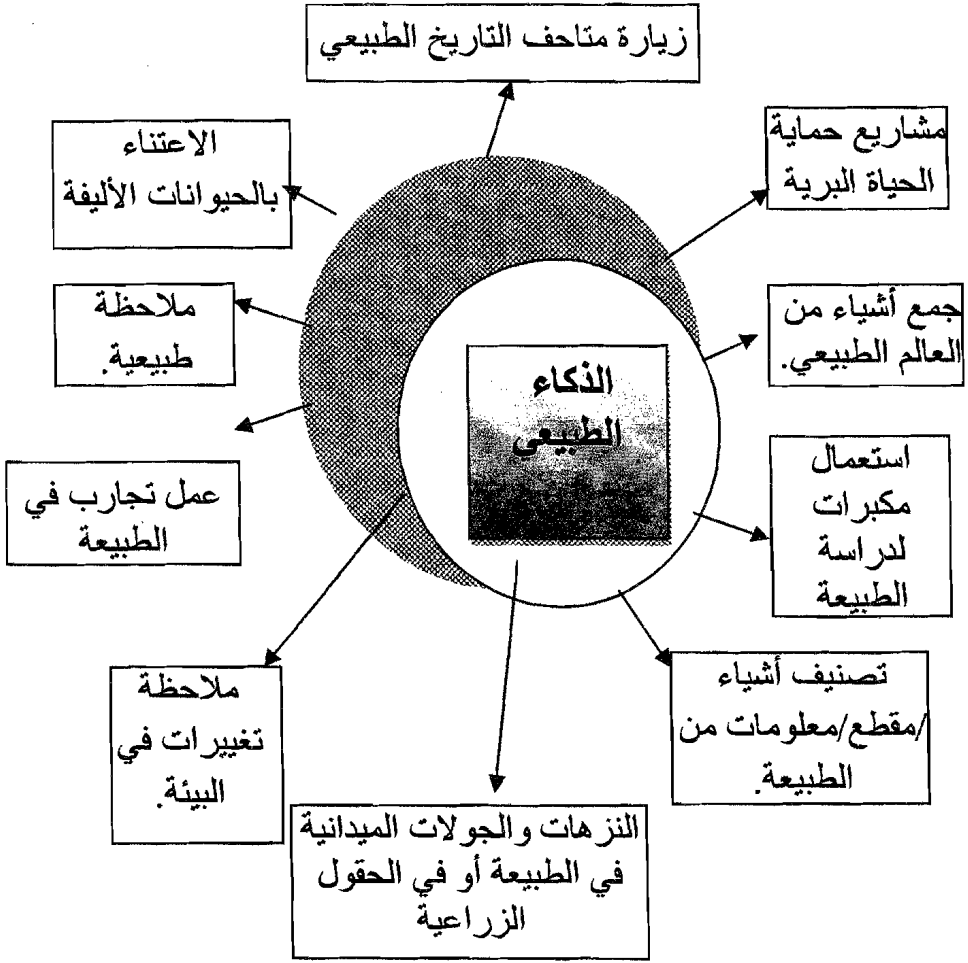 زيارة متاحف التاريخ الطبيعي
مشاريع حماية
الحياة البرية
الاعتناء
بالحيوانات الأليفة
جمع أشياء من
العالم الطبيعي.
ملاحظة
طبيعية.
الذكاء
الطبيعي
استعمال
مكبرات
لدراسة
الطبيعة
عمل تجارب في
الطبيعة
تصنيف أشياء
/مقطع/معلومات من
الطبيعة.
ملاحظة
تغييرات في
البيئة.
النزهات والجولات الميدانية
في الطبيعة أو في الحقول
الزراعية